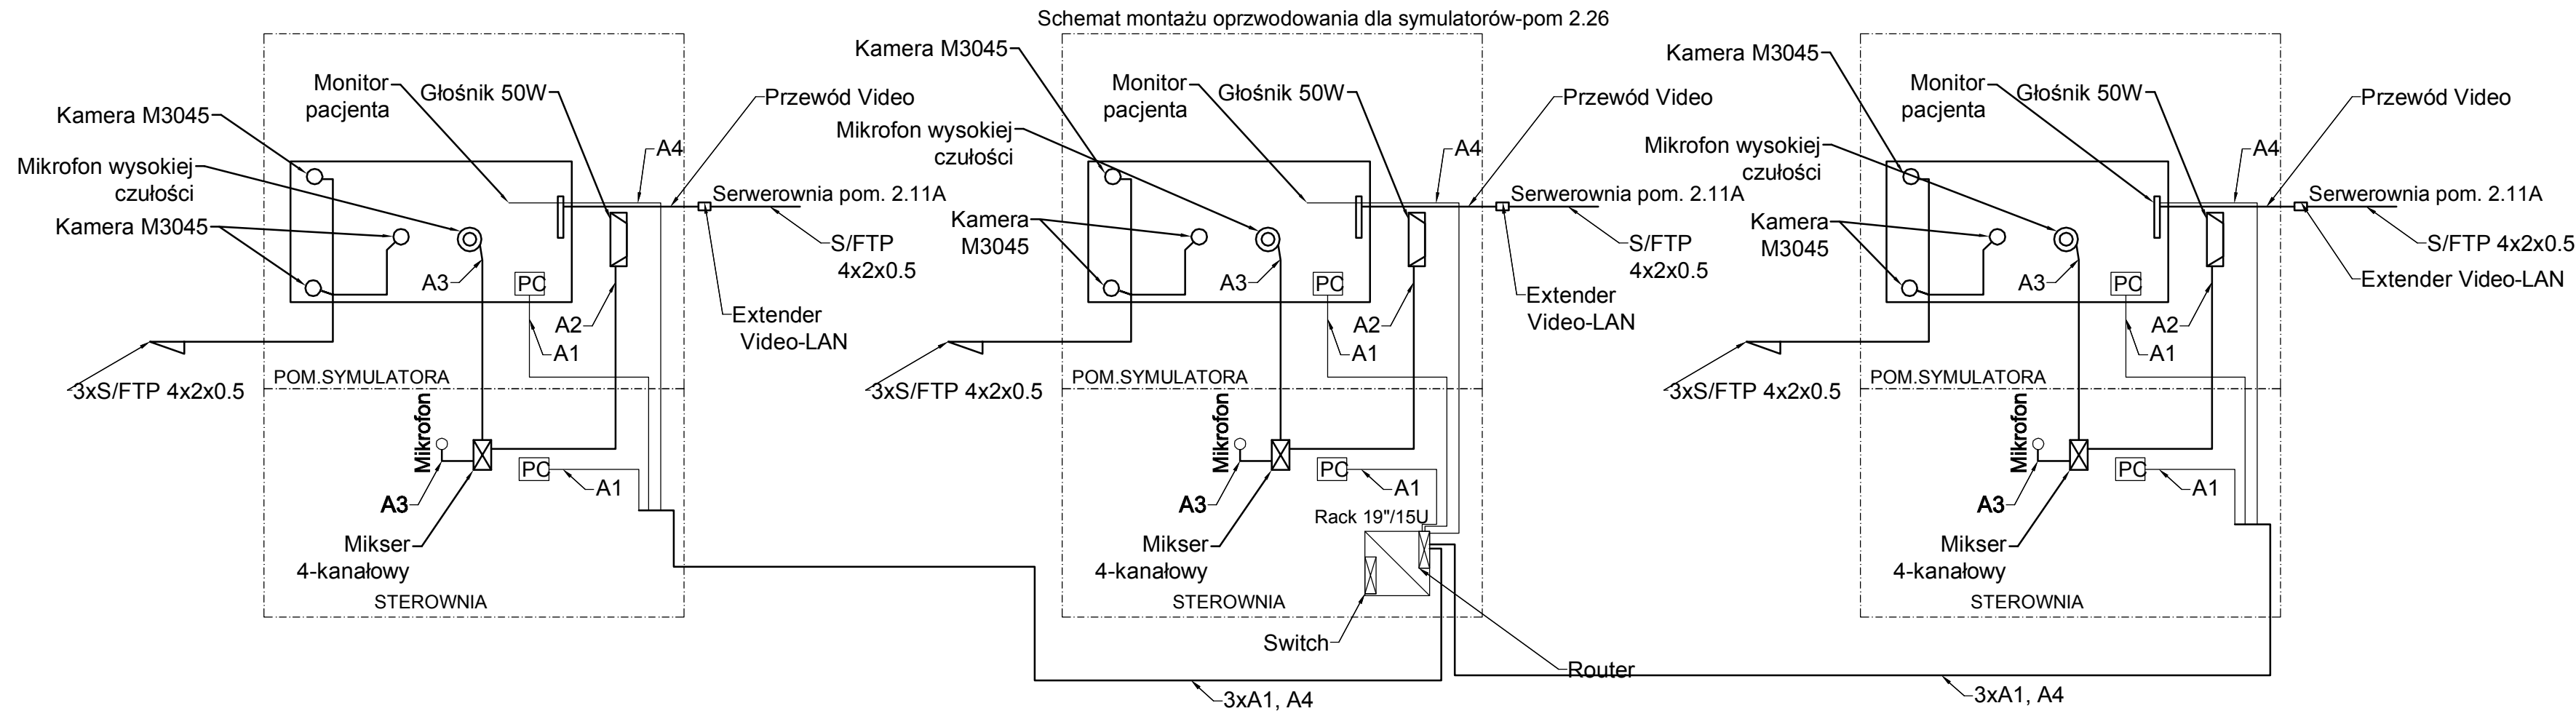 Schemat montażu oprzwodowania dla symulatorów-pom 2.26
Kamera M3045
Mikrofon wysokiej
czułości
Kamera M3045
Monitor
pacjenta
Głośnik 50W
Przewód Video
A4
Serwerownia pom. 2.11A
S/FTP
4x2x0.5
Extender
Video-LAN
A3
PC
A2
A1
3xS/FTP 4x2x0.5
POM.SYMULATORA
Mikrofon
A3
PC
A1
Mikser
4-kanałowy
STEROWNIA
Kamera M3045
Monitor
pacjenta
Głośnik 50W
Przewód Video
Mikrofon wysokiej
czułości
A4
Serwerownia pom. 2.11A
Kamera
M3045
S/FTP
4x2x0.5
Extender
Video-LAN
A3
PC
A2
A1
3xS/FTP 4x2x0.5
POM.SYMULATORA
Mikrofon
A3
PC
A1
Rack 19"/15U
Mikser
4-kanałowy
STEROWNIA
Switch
Router
3xA1, A4
Kamera M3045
Monitor
pacjenta
Głośnik 50W
Przewód Video
Mikrofon wysokiej
czułości
A4
Serwerownia pom. 2.11A
Kamera
M3045
S/FTP 4x2x0.5
Extender Video-LAN
A3
PC
A2
A1
3xS/FTP 4x2x0.5
POM.SYMULATORA
Mikrofon
A3
PC
A1
Mikser
4-kanałowy
STEROWNIA
3xA1, A4